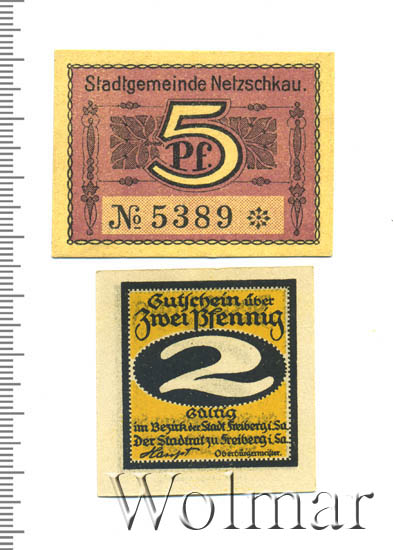 Stadtgemeinde Netzschkau.
5
Pf.
№ 5389
Gutschein über
Zwei Pfennig
2
Gültig
im Bezirk der Stadt Freiberg i. Sa.
Der Stadtrat zu Freiberg i. Sa.
Oberbürgermeister.
Wolmar